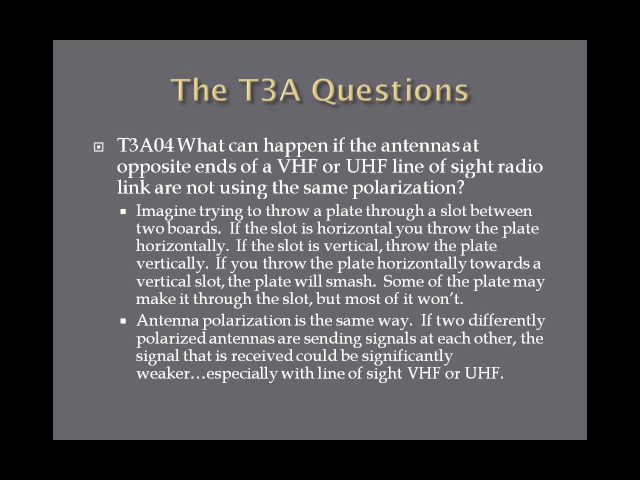 The T3A Questions
T3A04 What can happen if the antennas at
opposite ends of a VHF or UHF line of sight radio
link are not using the same polarization?
Imagine trying to throw a plate through a slot between
two boards.  If the slot is horizontal you throw the plate
horizontally.  If the slot is vertical, throw the plate
vertically.  If you throw the plate horizontally towards a
vertical slot, the plate will smash.  Some of the plate may
make it through the slot, but most of it won't.
Antenna polarization is the same way.  If two differently
polarized antennas are sending signals at each other, the
signal that is received could be significantly
weaker…especially with line of sight VHF or UHF.